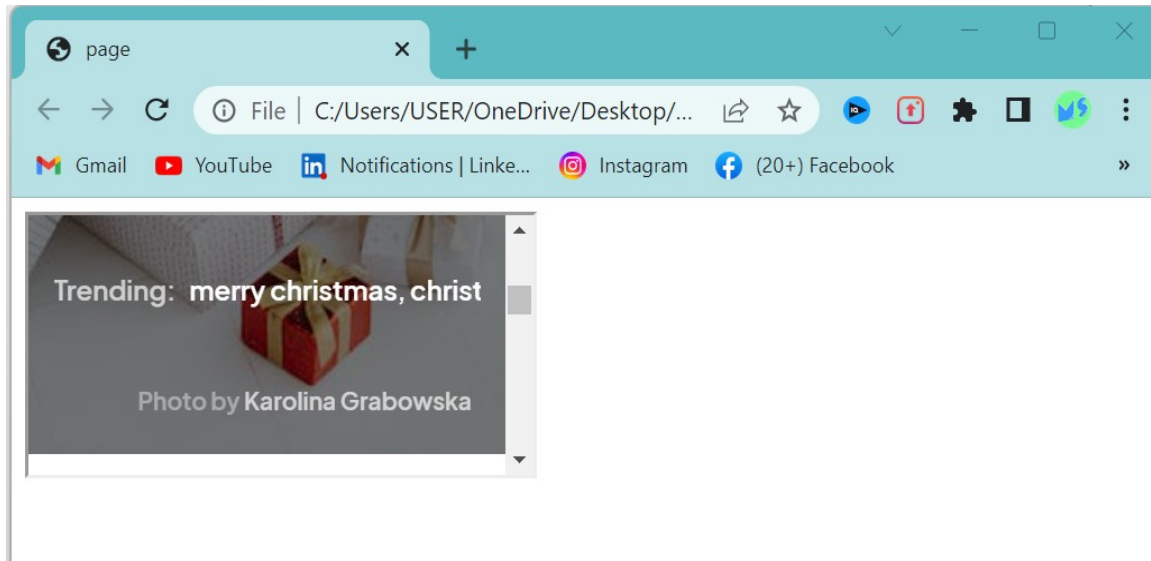 page
File | C:/Users/USER/OneDrive/Desktop/...
Gmail YouTube Notifications | Linke... Instagram (20+) Facebook »
Trending: merry christmas, christ
Photo by Karolina Grabowska